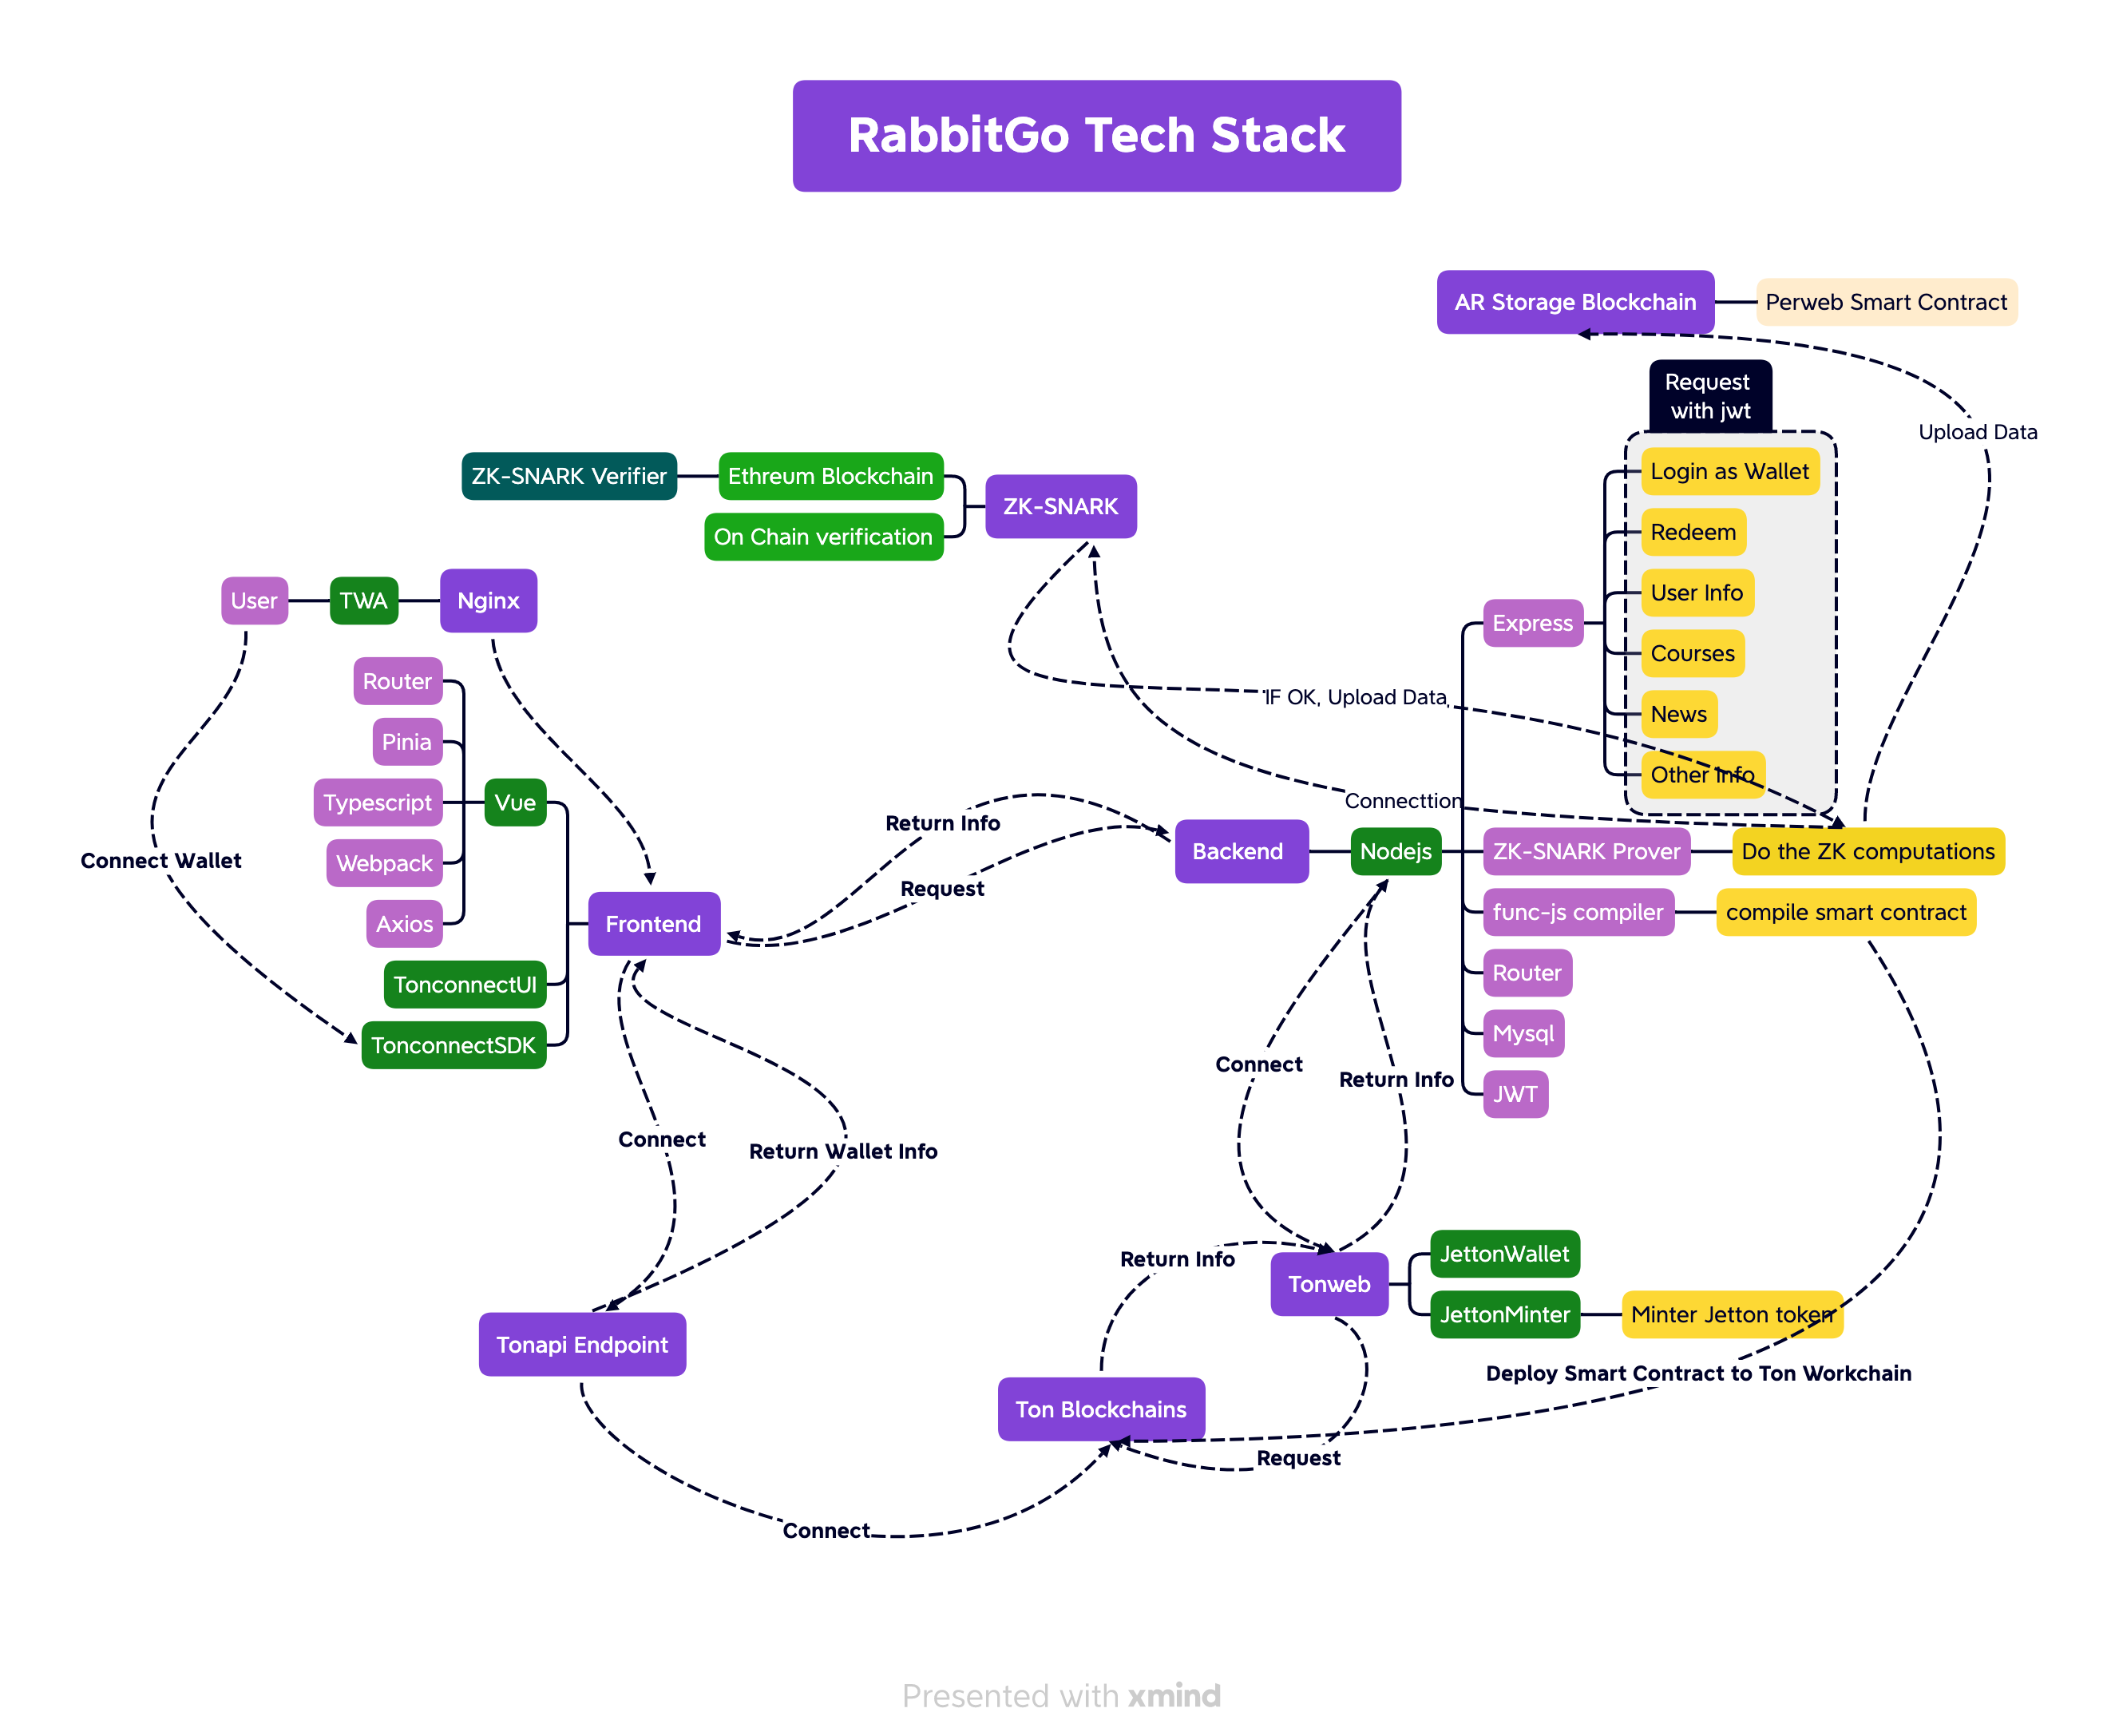 RabbitGo Tech Stack
AR Storage Blockchain
Perweb Smart Contract
Request
with jwt
Upload Data
Login as Wallet
Redeem
User Info
Courses
News
Other Info
ZK-SNARK Verifier
Ethreum Blockchain
On Chain verification
ZK-SNARK
User
TWA
Nginx
Router
Pinia
Typescript
Webpack
Axios
Vue
Connect Wallet
TonconnectUI
TonconnectSDK
Frontend
Return Info
Request
IF OK, Upload Data
Connecttion
Backend
Nodejs
Express
ZK-SNARK Prover
Do the ZK computations
func-js compiler
compile smart contract
Router
Mysql
JWT
Connect
Return Info
Connect
Return Wallet Info
Return Info
Tonweb
JettonWallet
JettonMinter
Minter Jetton token
Deploy Smart Contract to Ton Workchain
Tonapi Endpoint
Ton Blockchains
Request
Connect
Presented with xmind